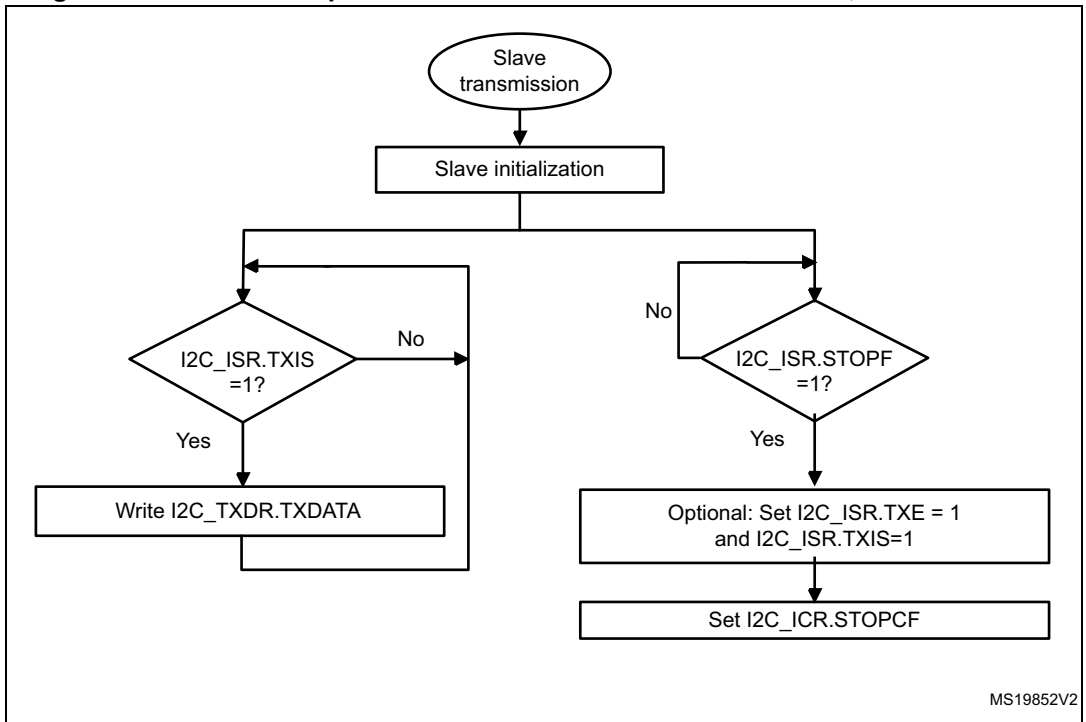 Slave
transmission
Slave initialization
No
I2C_ISR.TXIS
=1?
Yes
Write I2C_TXDR.TXDATA
No
I2C_ISR.STOPF
=1?
Yes
Optional: Set I2C_ISR.TXE = 1
and I2C_ISR.TXIS=1
Set I2C_ICR.STOPCF
MS19852V2